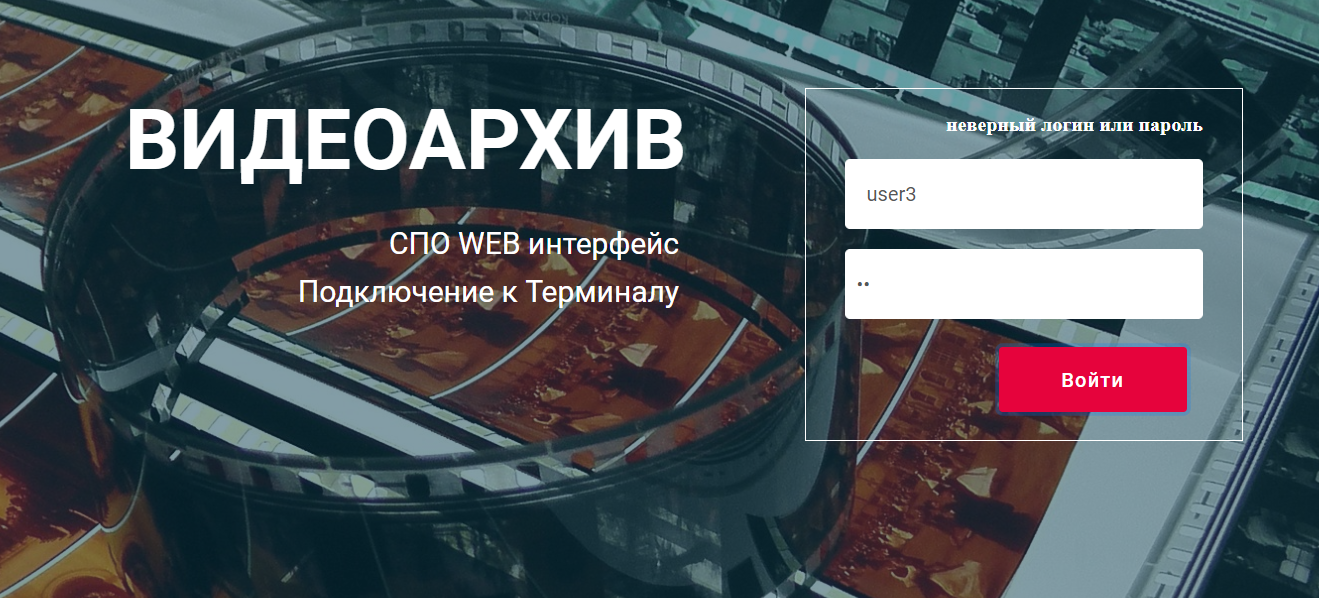 ВИДЕОАРХИВ
СПО WEB интерфейс
Подключение к Терминалу
неверный логин или пароль
user3
••
Войти